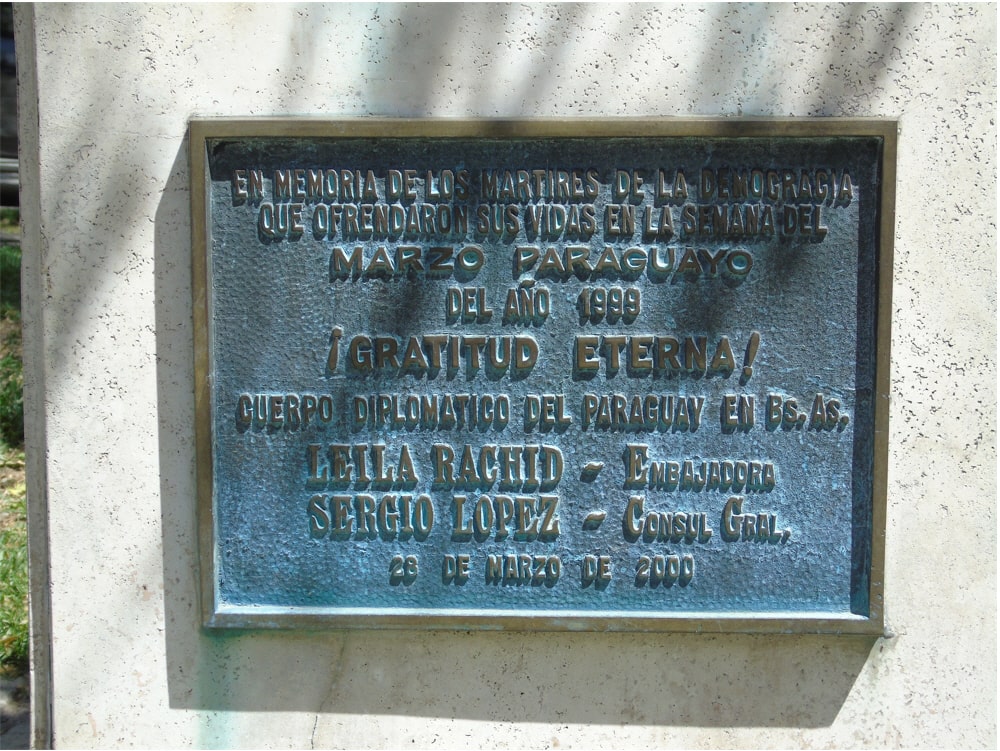 EN MEMORIA DE LOS MARTIRES DE LA DEMOCRACIA
QUE OFRENDARON SUS VIDAS EN LA SEMANA DEL
MARZO PARAGUAYO
DEL AÑO 1999
¡GRATITUD ETERNA!
CUERPO DIPLOMATICO DEL PARAGUAY EN Bs. As.
LEILA RACHID - EMBAJADORA
SERGIO LOPEZ - CONSUL GRAL.
28 DE MARZO DE 2000